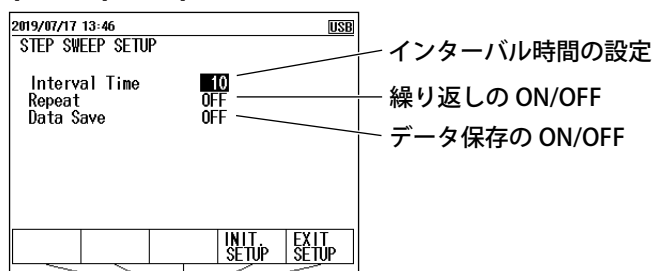 2019/07/17 13:46 USB
STEP SWEEP SETUP
Interval Time 10
Repeat OFF
Data Save OFF
インターバル時間の設定
繰り返しの ON/OFF
データ保存の ON/OFF
INIT. SETUP
EXIT SETUP